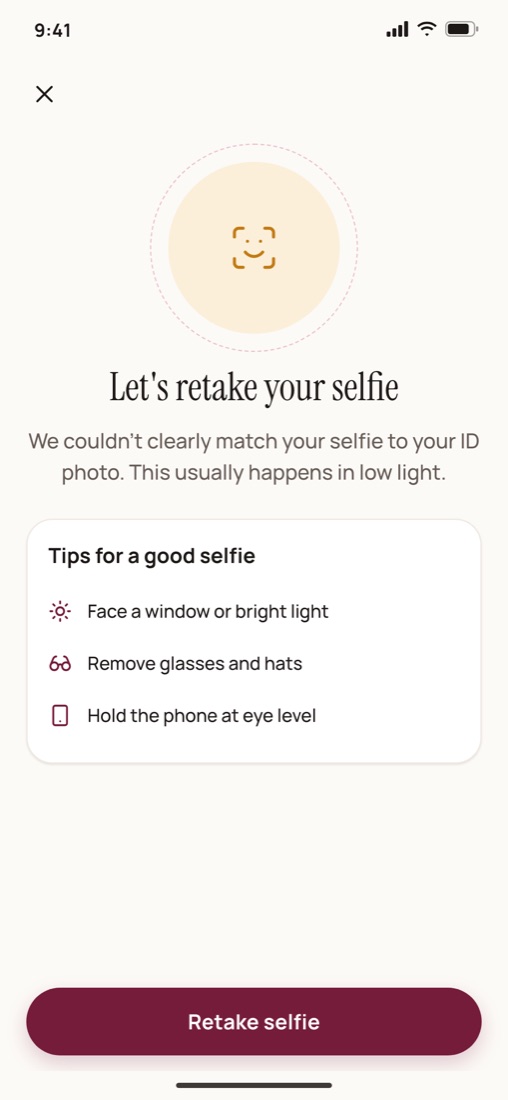 9:41
Let's retake your selfie
We couldn't clearly match your selfie to your ID
photo. This usually happens in low light.
Tips for a good selfie
Face a window or bright light
Remove glasses and hats
Hold the phone at eye level
Retake selfie